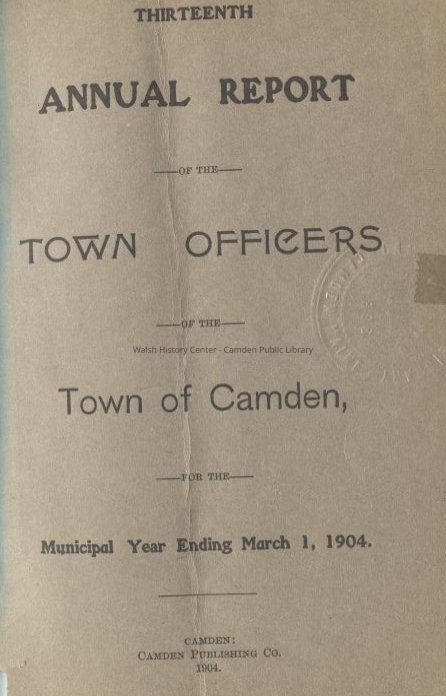 THIRTEENTH
ANNUAL REPORT
OF THE
TOWN OFFICERS
OF THE
Walsh History Center - Camden Public Library
Town of Camden,
FOR THE
Municipal Year Ending March 1, 1904.
CAMDEN:
CAMDEN PUBLISHING CO.
1904.